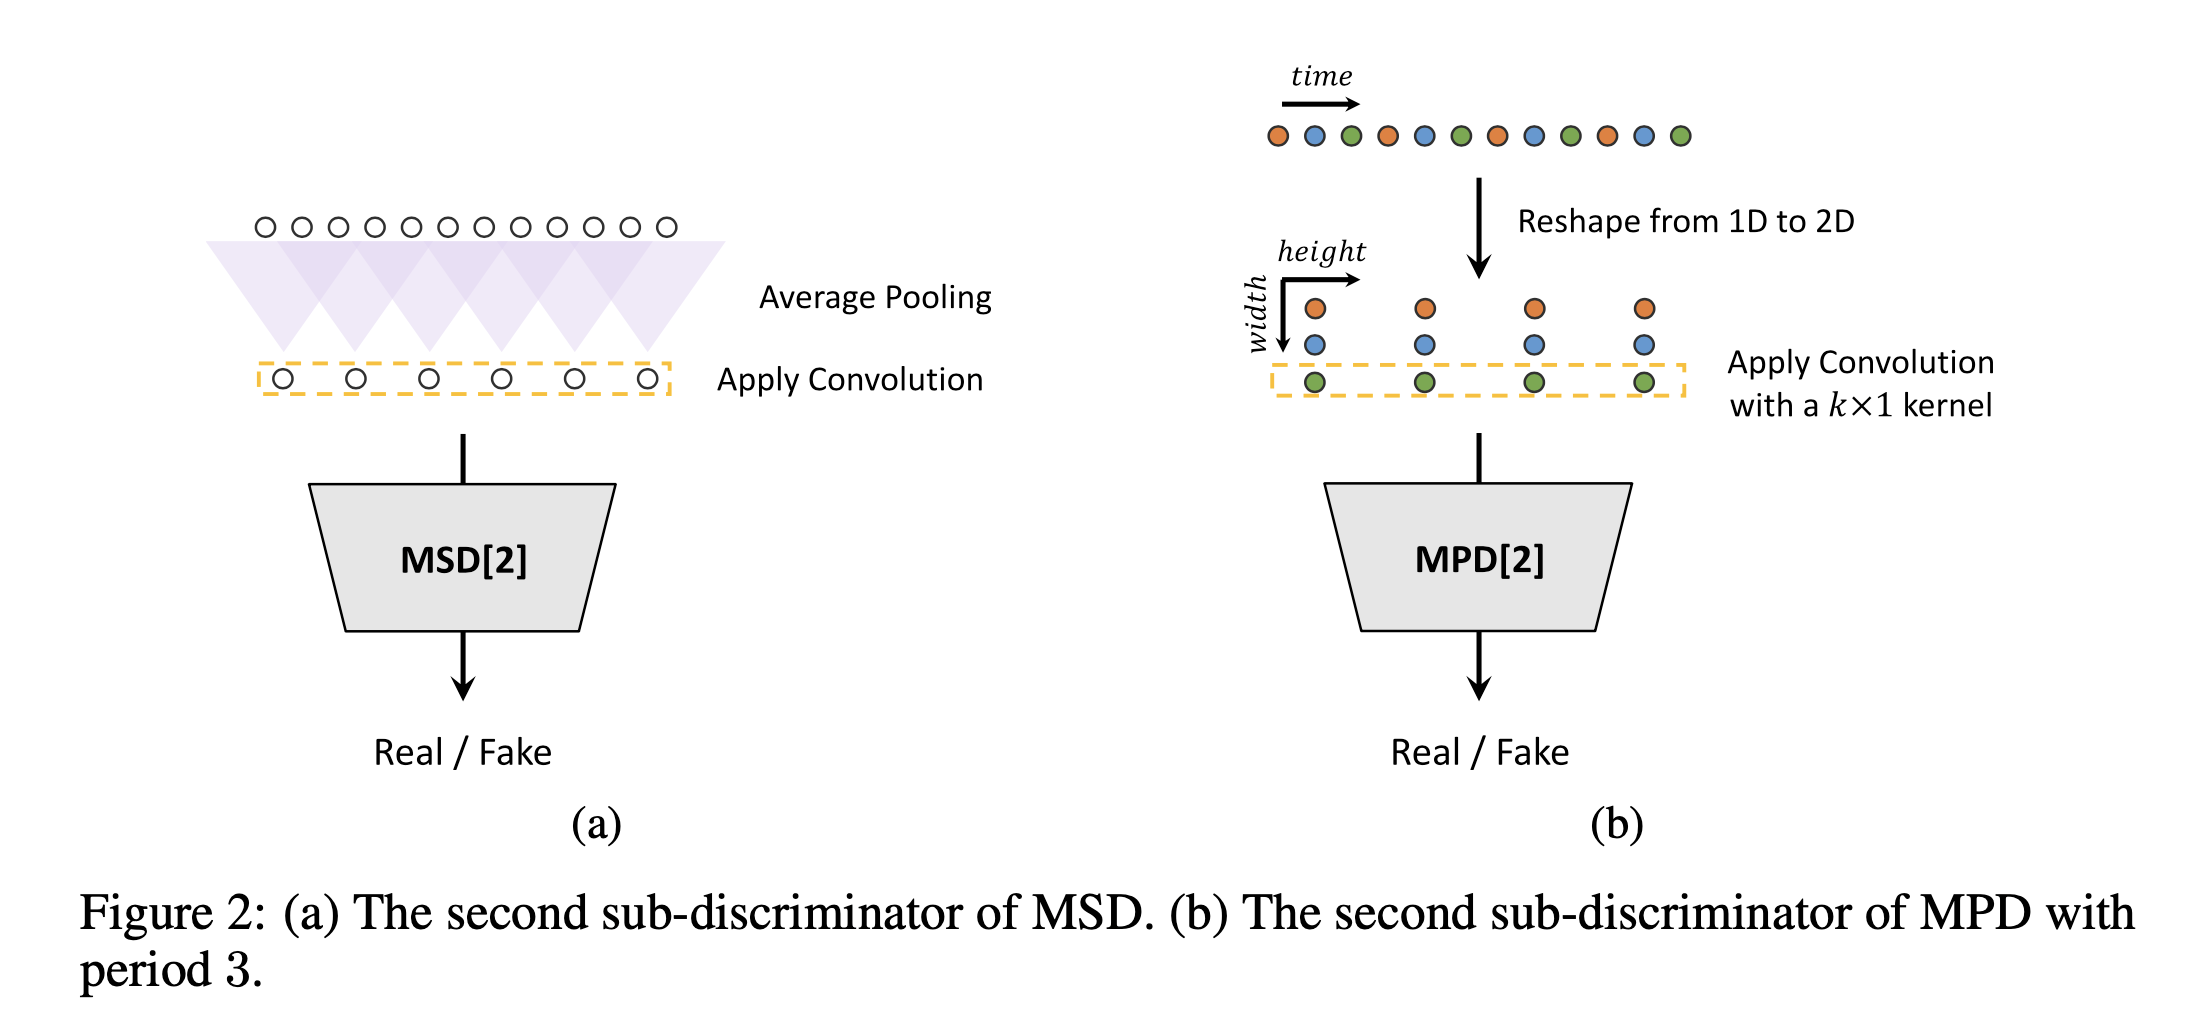 Average Pooling
Apply Convolution
MSD[2]
Real / Fake
(a)
time
Reshape from 1D to 2D
height
width
Apply Convolution
with a k×1 kernel
MPD[2]
Real / Fake
(b)
Figure 2: (a) The second sub-discriminator of MSD. (b) The second sub-discriminator of MPD with
period 3.